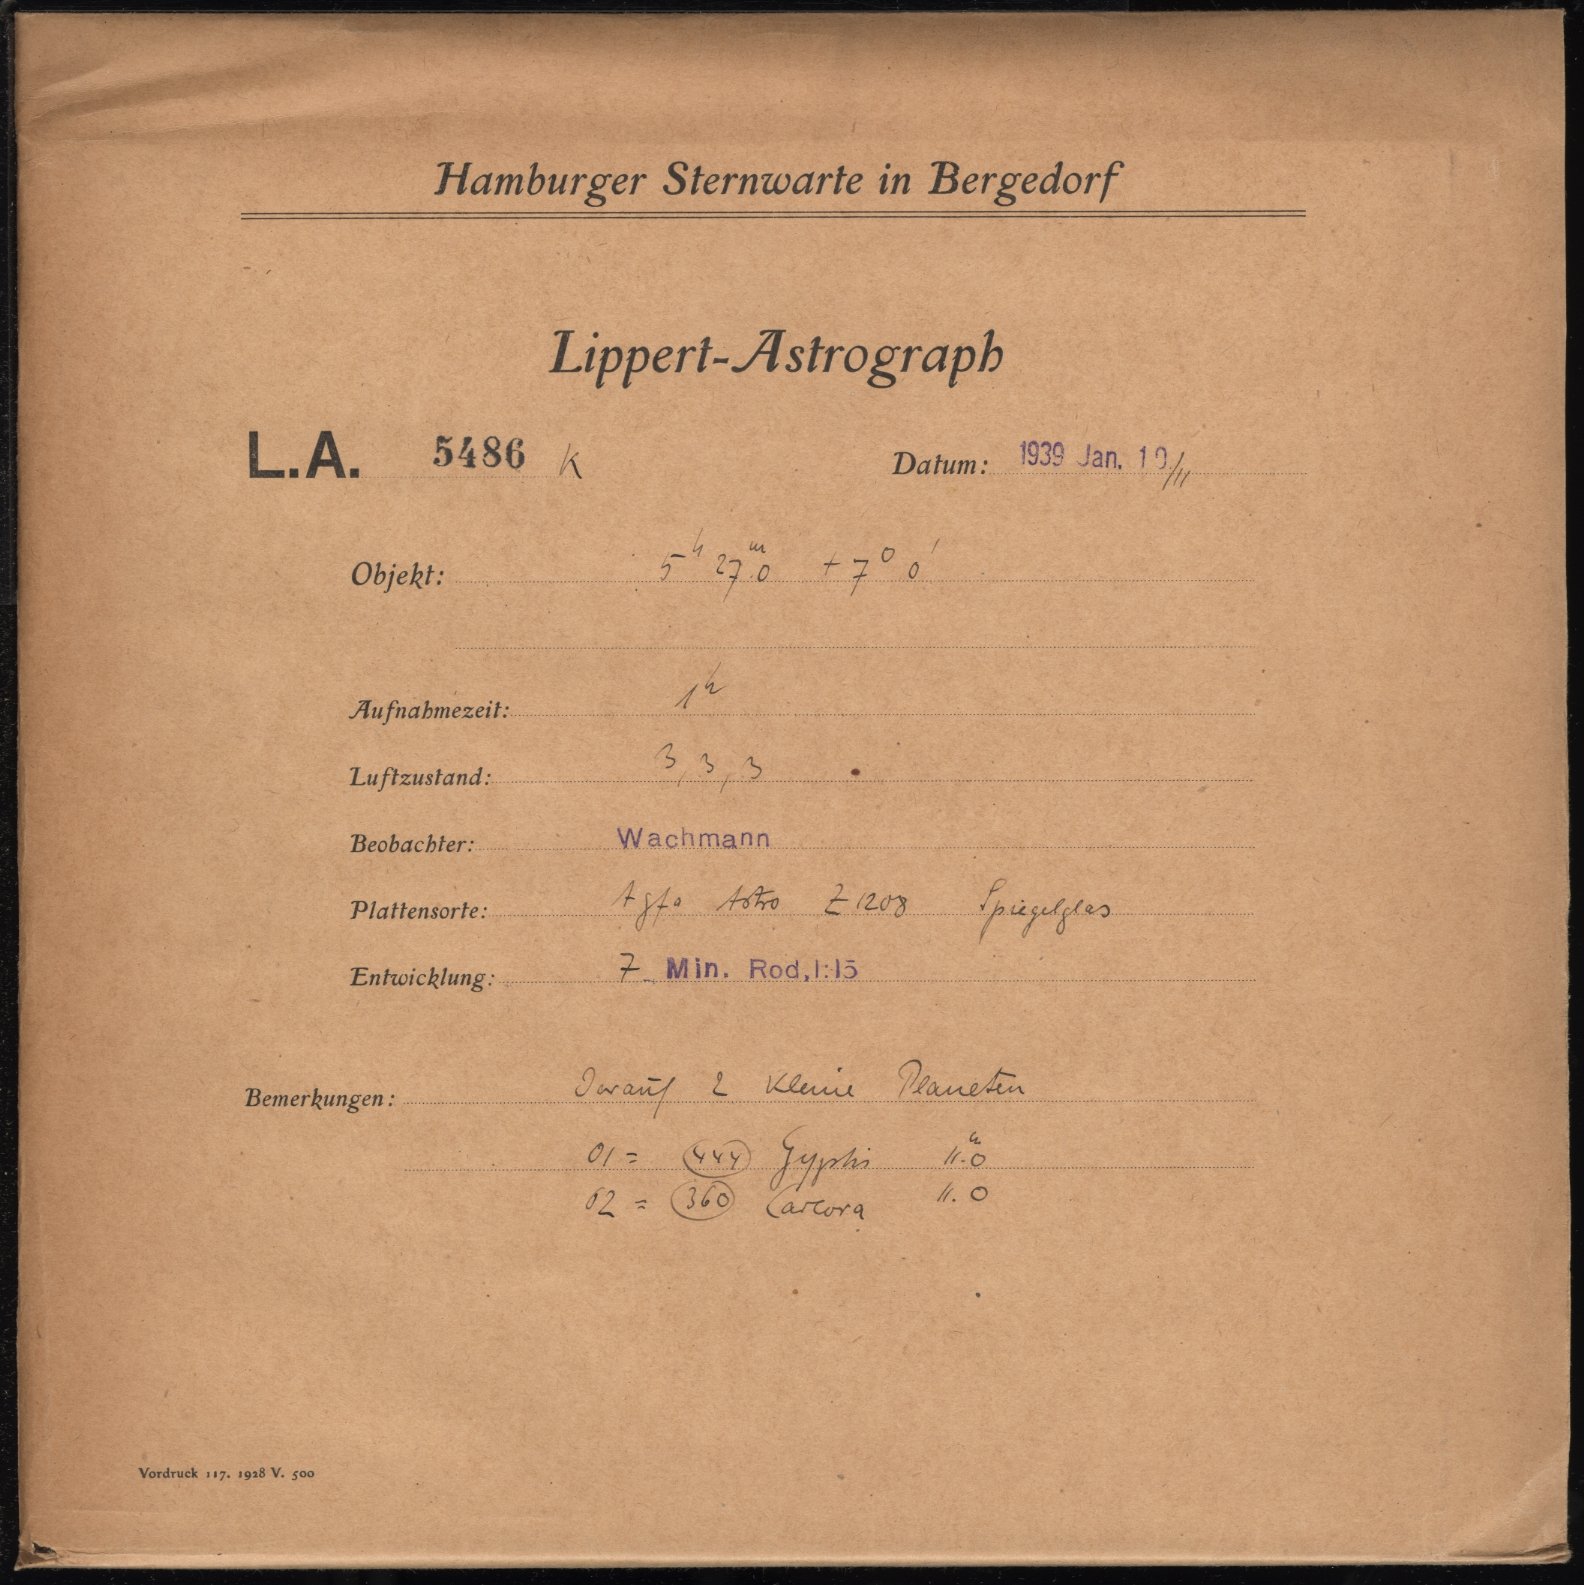 Hamburger Sternwarte in Bergedorf
Lippert-Astrograph
L.A. 5486 K Datum: 1939 Jan. 10/11
Objekt: 5h 27m.0 + 7° 0'
Aufnahmezeit: 1h
Luftzustand: 3, 3, 3
Beobachter: Wachmann
Plattensorte: Agfa Astro Z 1208 Spiegelglas
Entwicklung: 7 Min. Rod, 1:15
Bemerkungen: Darauf 2 kleine Planeten
01 = (444) Gyptis 11.m0
02 = (360) Carlova 11.0
Vordruck 117. 1928 V. 500